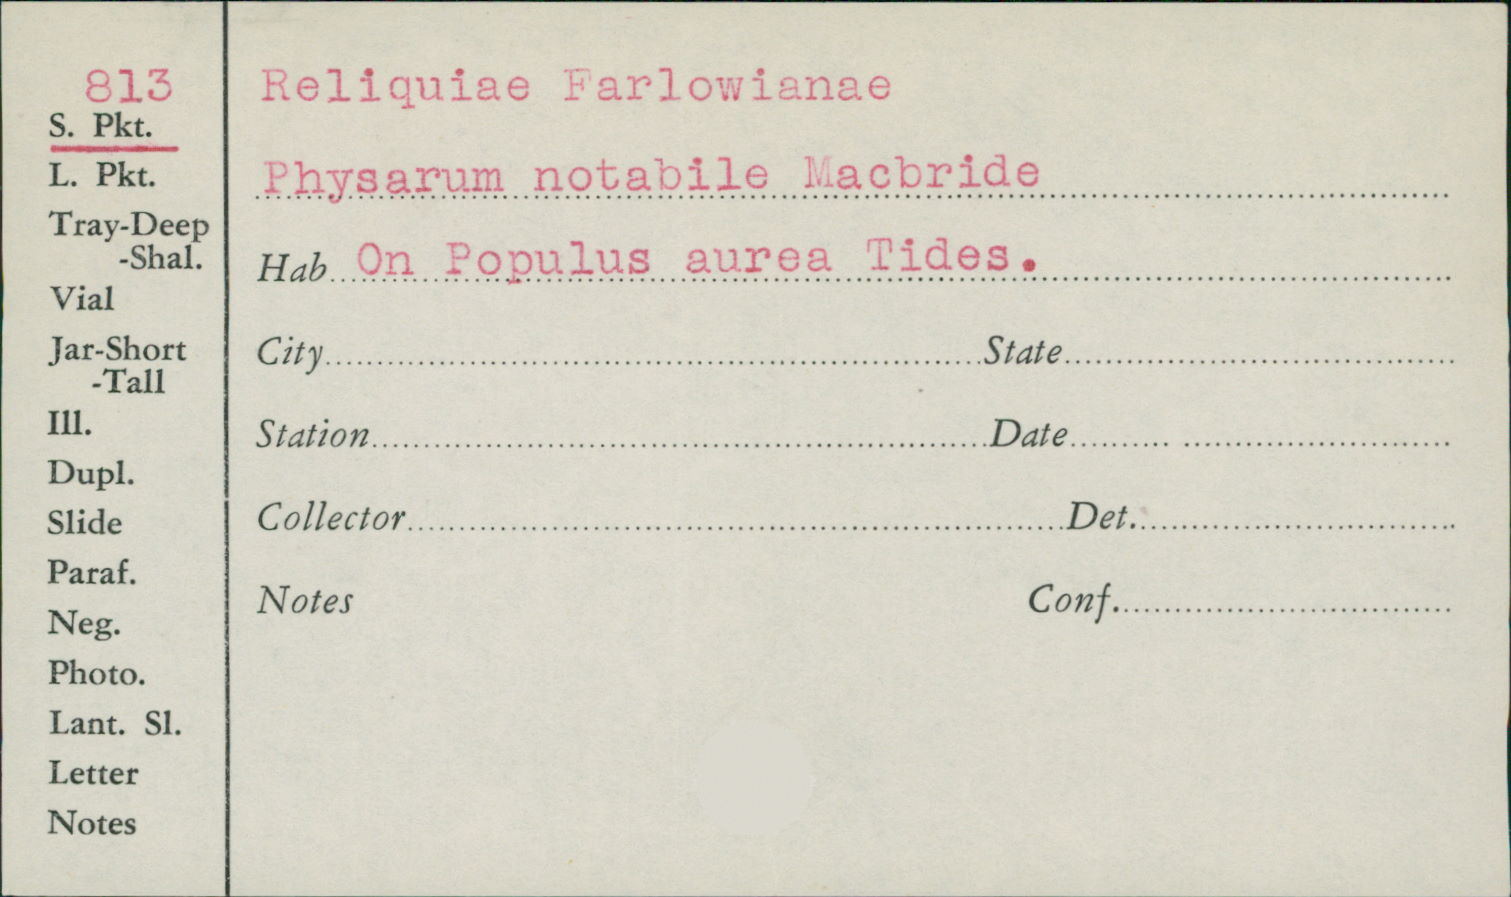 813
S. Pkt.
L. Pkt.
Tray-Deep
-Shal.
Vial
Jar-Short
-Tall
Ill.
Dupl.
Slide
Paraf.
Neg.
Photo.
Lant. Sl.
Letter
Notes
Reliquiae Farlowianae
Physarum notabile Macbride
Hab. On Populus aurea Tides.
City State
Station Date
Collector Det.
Notes Conf.